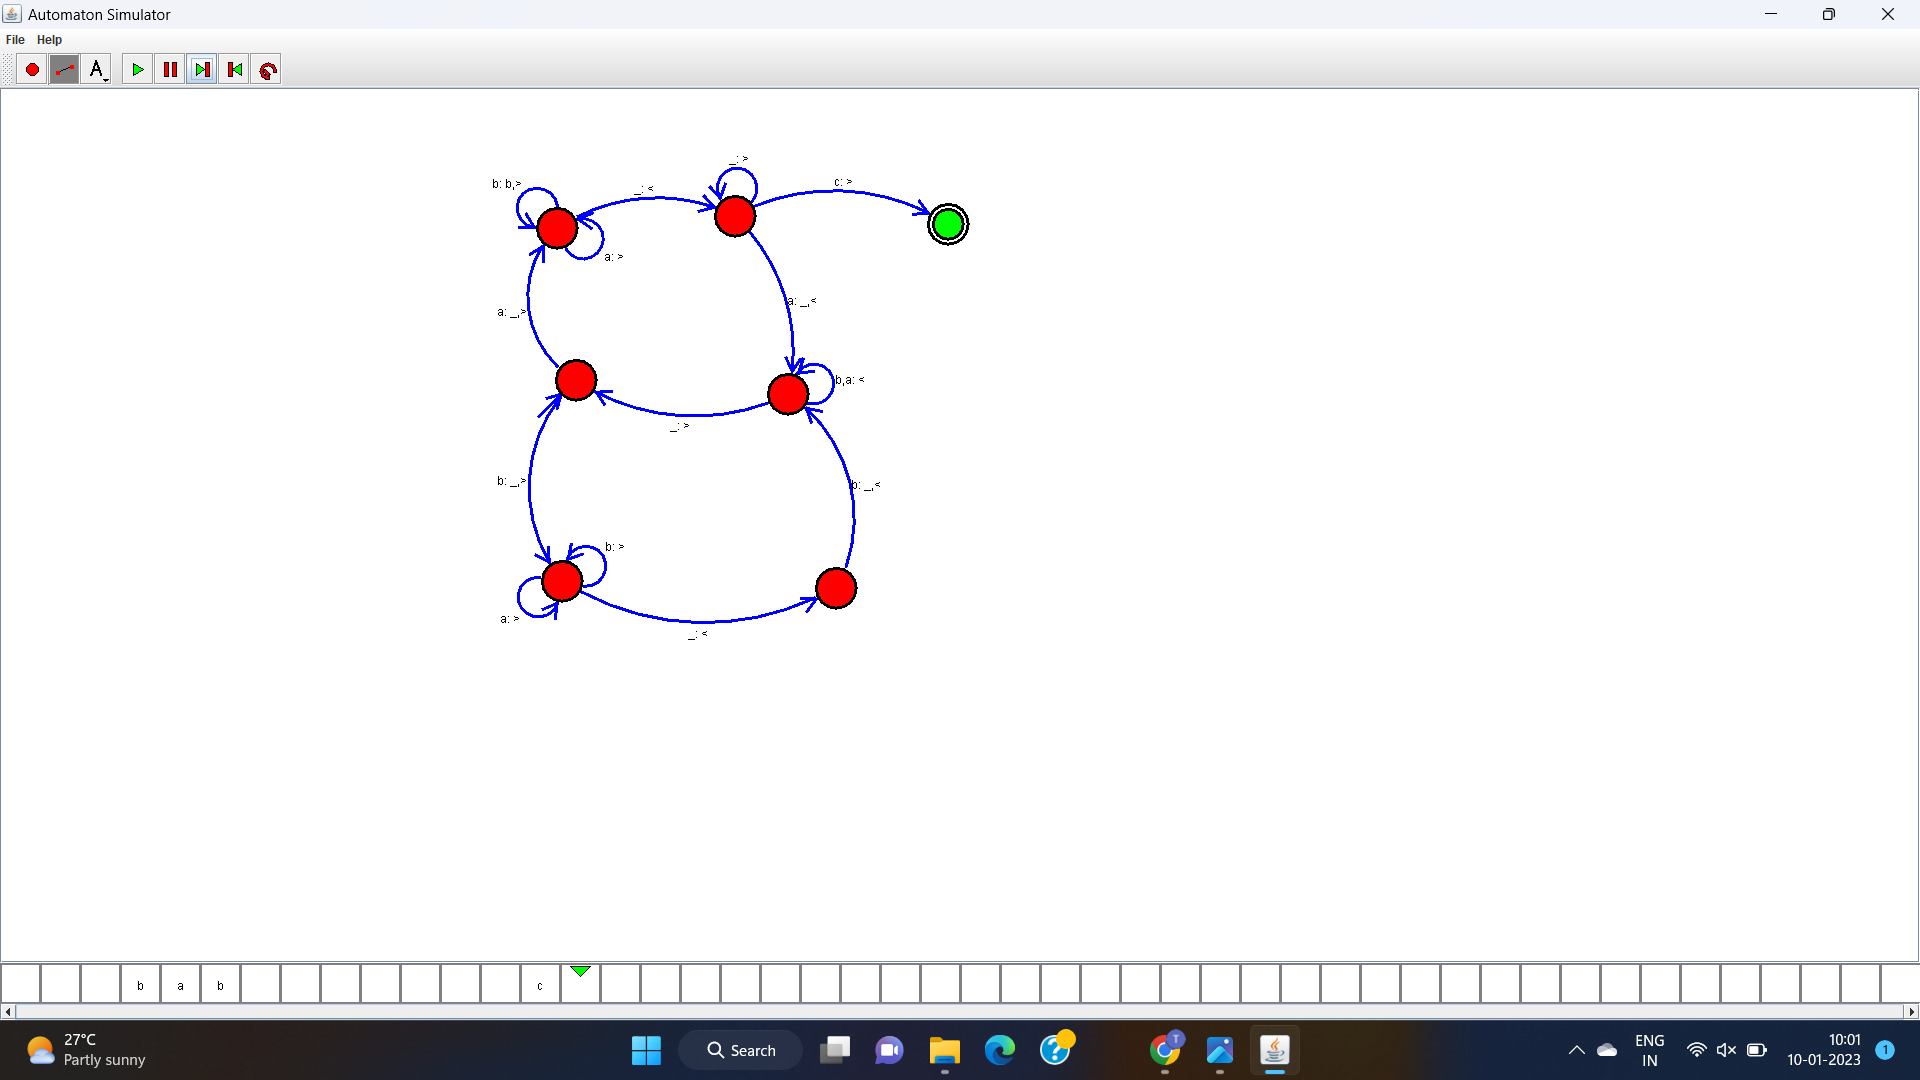 Automaton Simulator
File Help
A
_: >
b: b,>
_: <
c: >
a: >
a: _,<
a: _,>
b,a: <
_: >
b: _,>
b: _,<
b: >
a: >
_: <
b a b c
27°C
Partly sunny
Search
T
ENG
IN
10:01
10-01-2023
1